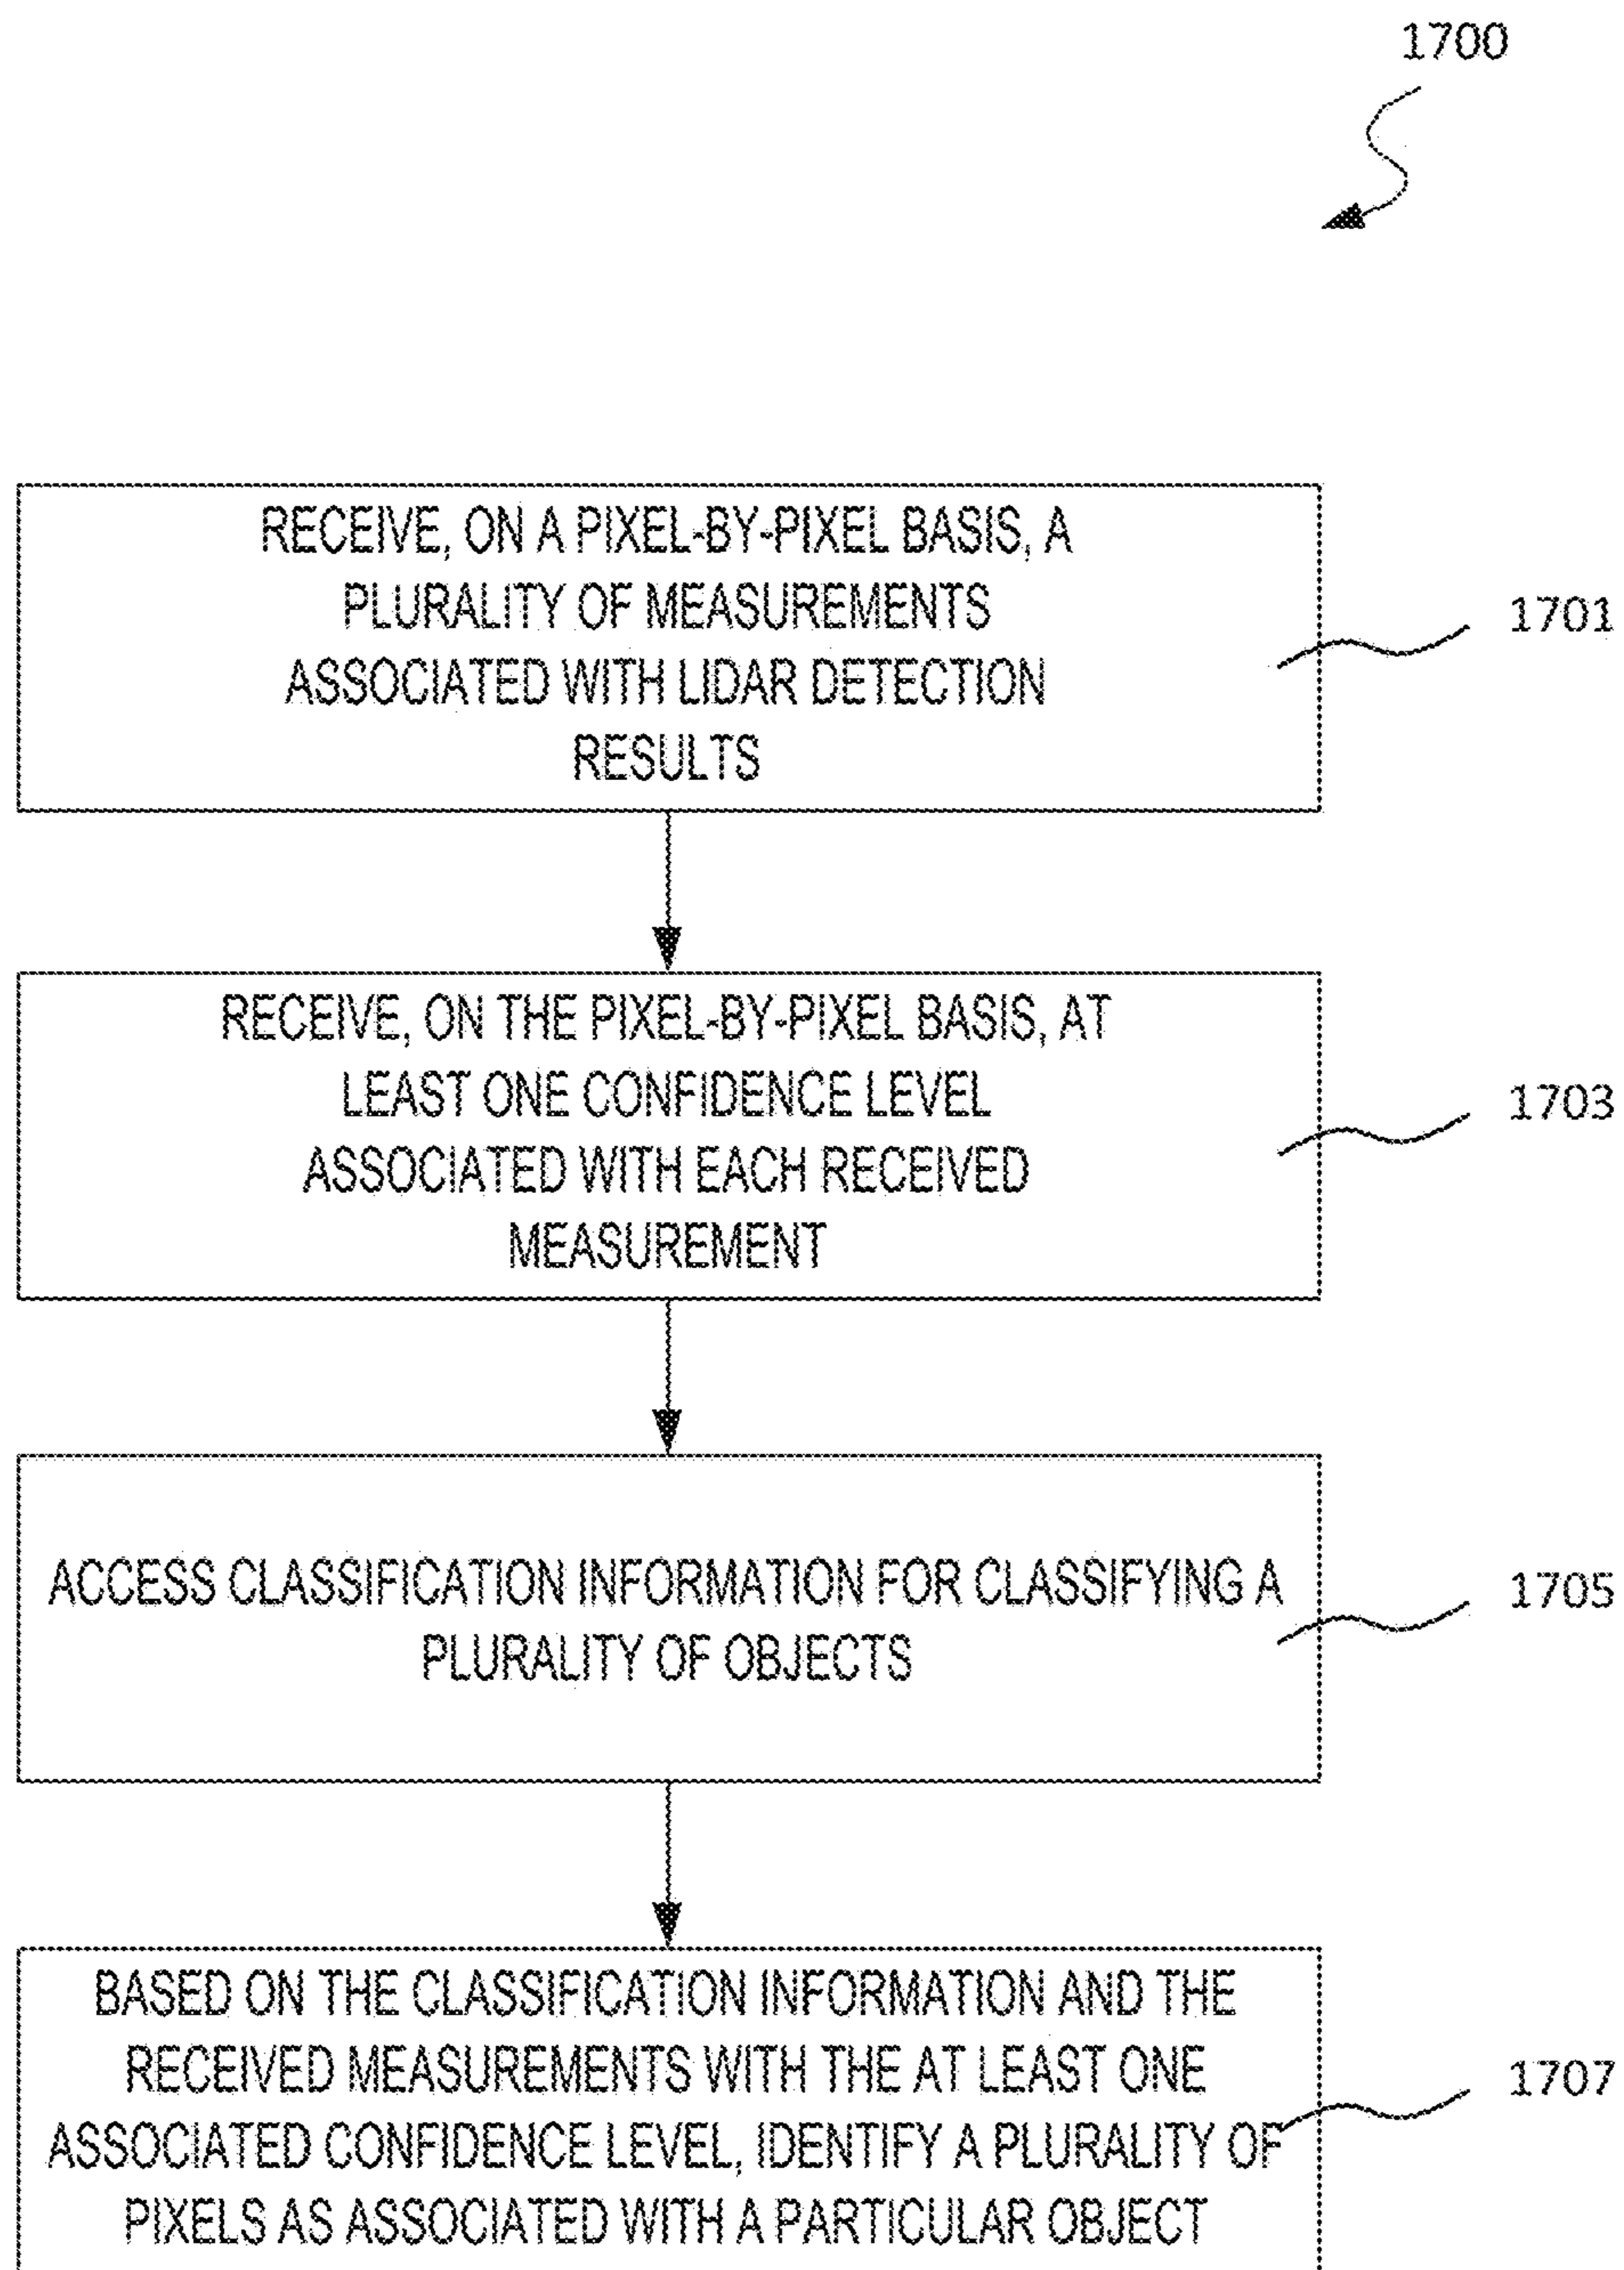 1700
RECEIVE, ON A PIXEL-BY-PIXEL BASIS, A
PLURALITY OF MEASUREMENTS
ASSOCIATED WITH LIDAR DETECTION
RESULTS
1701
RECEIVE, ON THE PIXEL-BY-PIXEL BASIS, AT
LEAST ONE CONFIDENCE LEVEL
ASSOCIATED WITH EACH RECEIVED
MEASUREMENT
1703
ACCESS CLASSIFICATION INFORMATION FOR CLASSIFYING A
PLURALITY OF OBJECTS
1705
BASED ON THE CLASSIFICATION INFORMATION AND THE
RECEIVED MEASUREMENTS WITH THE AT LEAST ONE
ASSOCIATED CONFIDENCE LEVEL, IDENTIFY A PLURALITY OF
PIXELS AS ASSOCIATED WITH A PARTICULAR OBJECT
1707